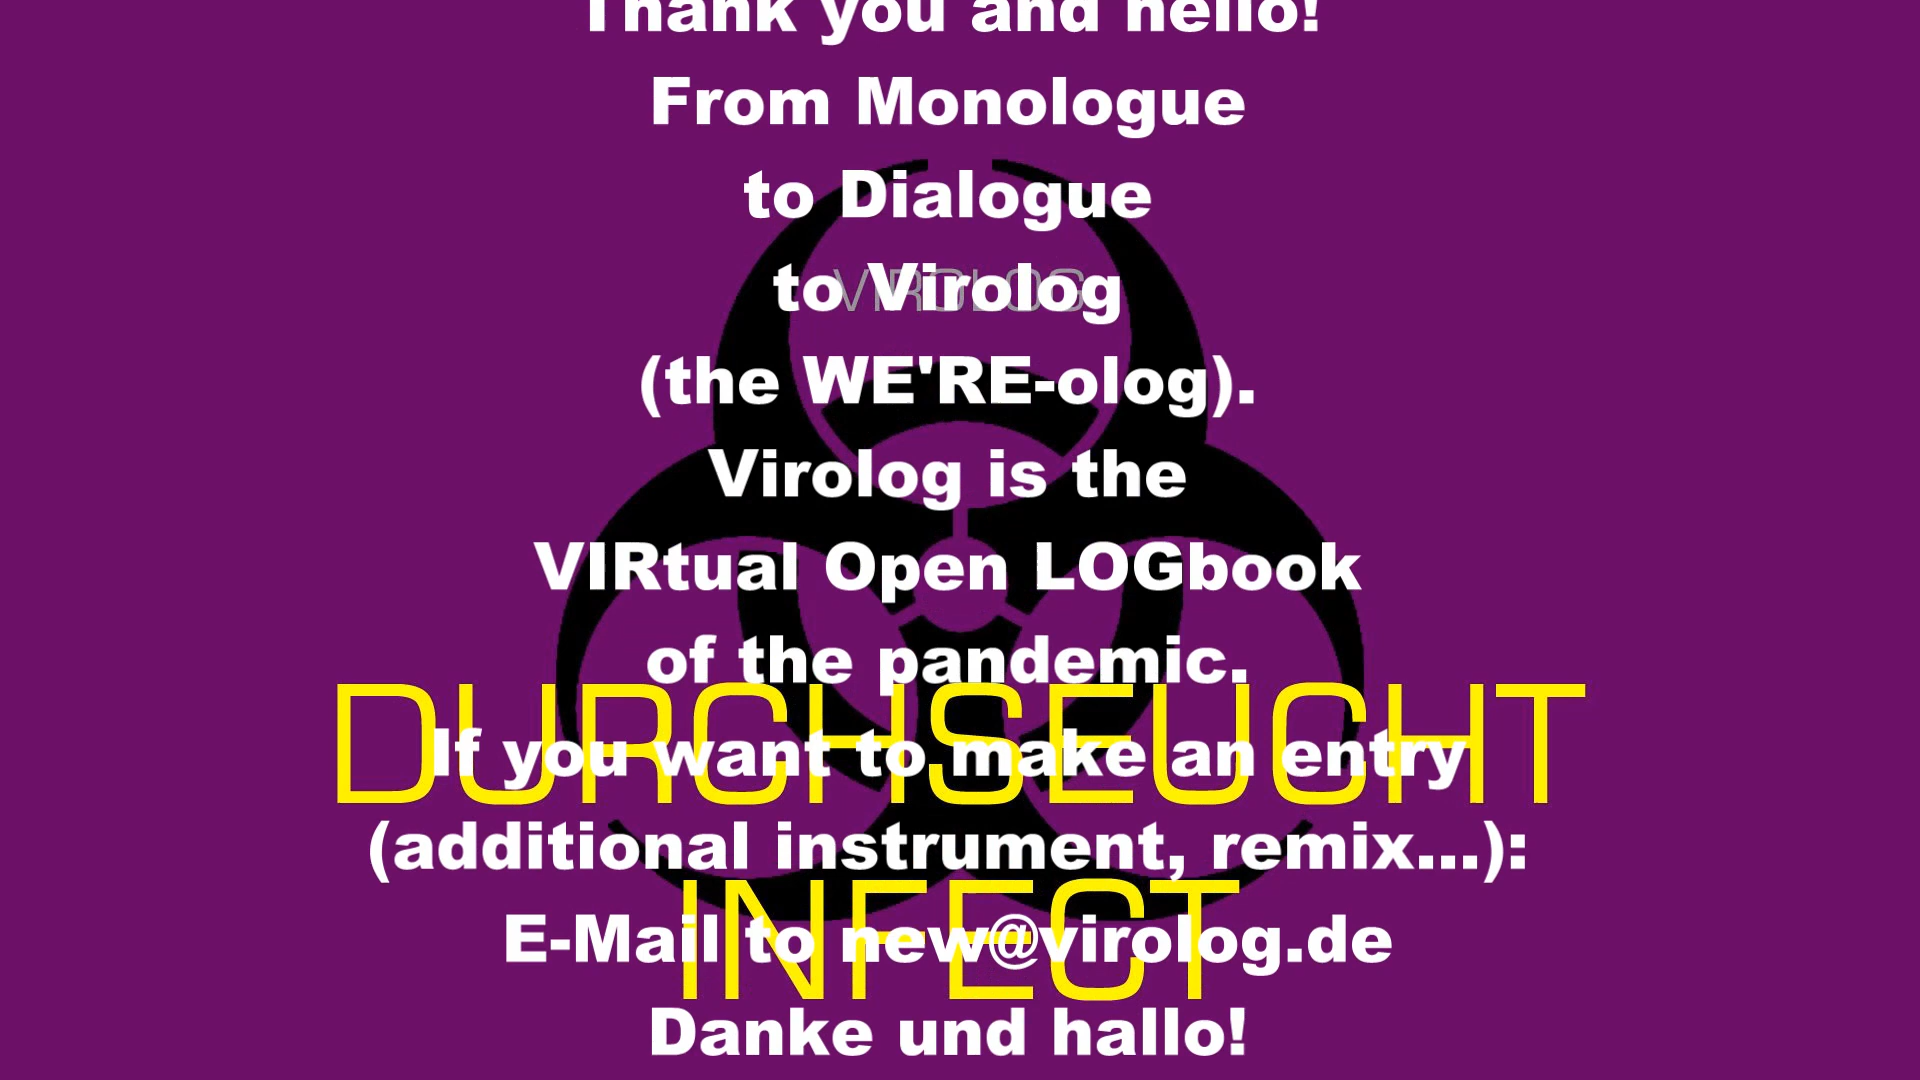 Thank you and hello!
From Monologue
to Dialogue
to Virolog
VIROLOG
(the WE'RE-olog).
Virolog is the
VIRtual Open LOGbook
of the pandemic.
DURCHSEUCHT
If you want to make an entry
(additional instrument, remix...):
INFECT
E-Mail to new@virolog.de
Danke und hallo!